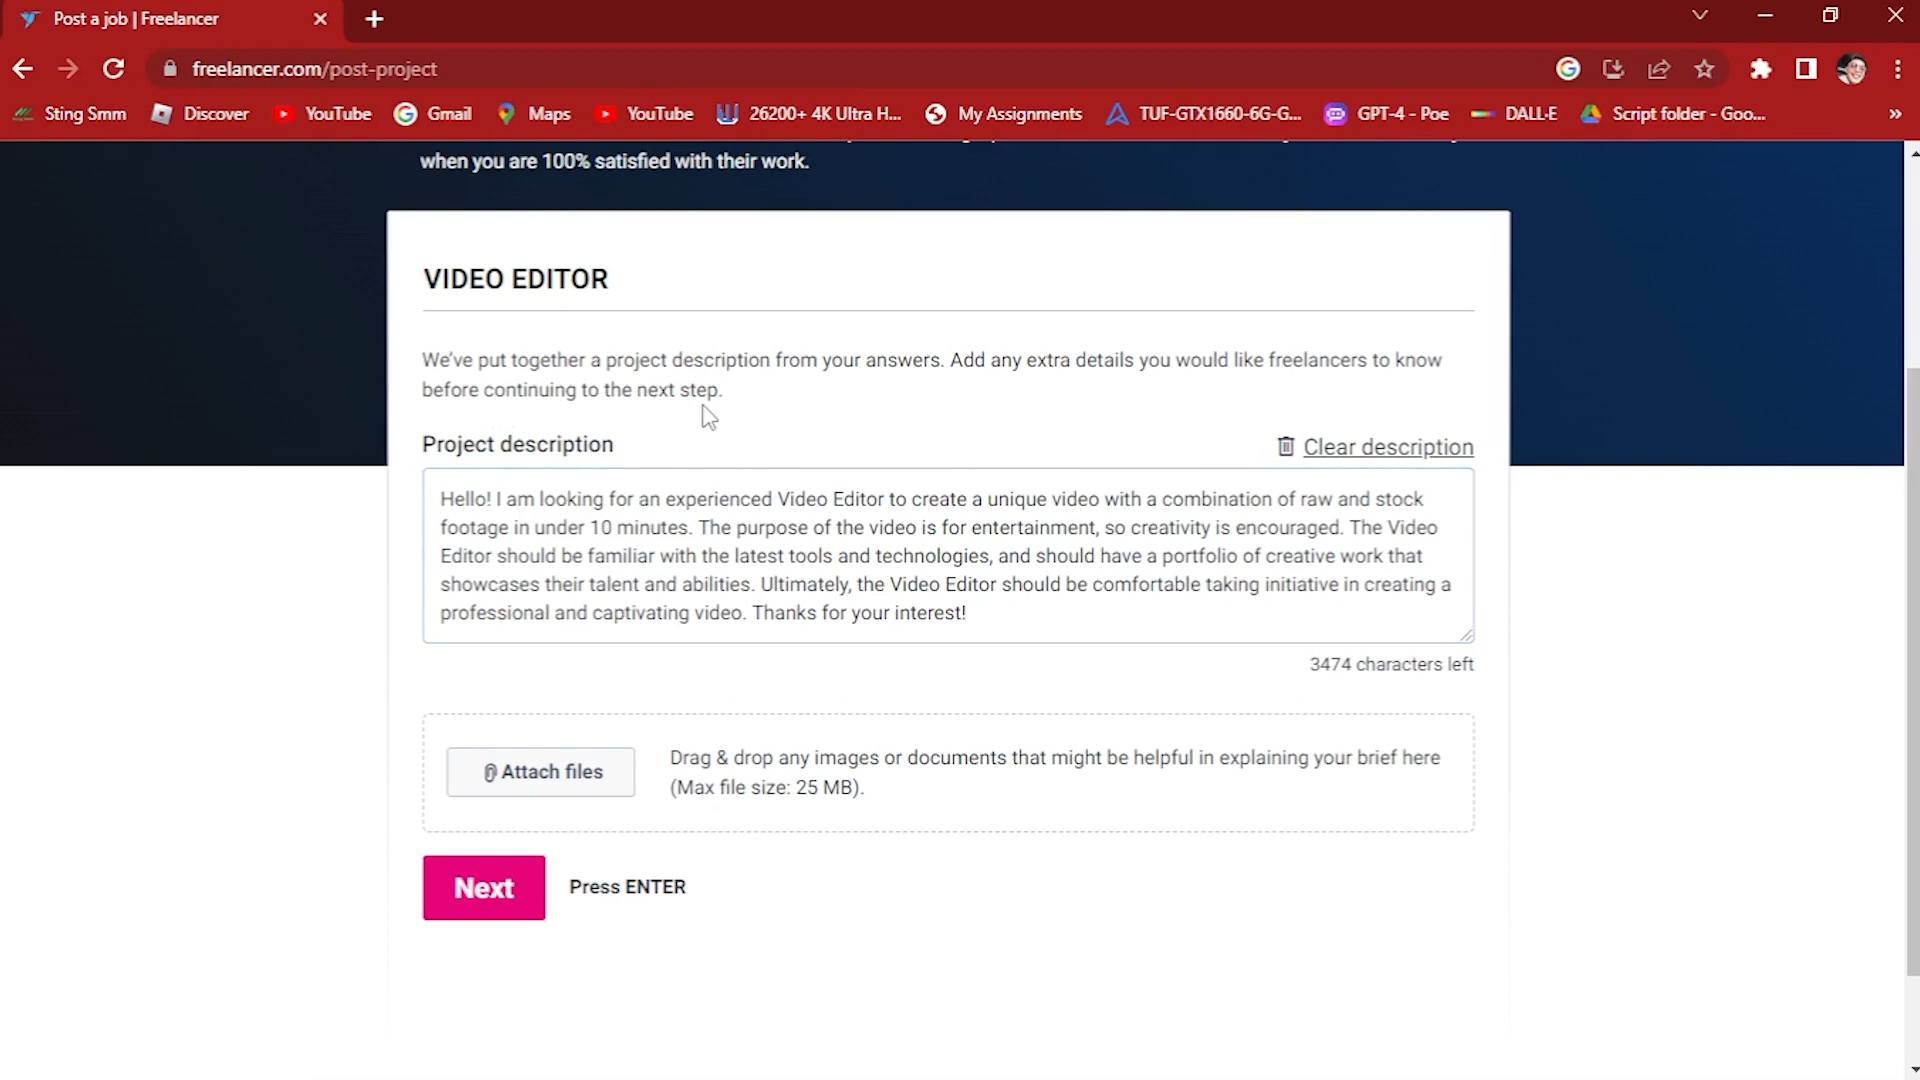 Post a job | Freelancer
freelancer.com/post-project
Sting Smm Discover YouTube Gmail Maps YouTube 26200+ 4K Ultra H... My Assignments TUF-GTX1660-6G-G... GPT-4 - Poe DALL·E Script folder - Goo...
when you are 100% satisfied with their work.
VIDEO EDITOR
We've put together a project description from your answers. Add any extra details you would like freelancers to know
before continuing to the next step.
Project description
Clear description
Hello! I am looking for an experienced Video Editor to create a unique video with a combination of raw and stock
footage in under 10 minutes. The purpose of the video is for entertainment, so creativity is encouraged. The Video
Editor should be familiar with the latest tools and technologies, and should have a portfolio of creative work that
showcases their talent and abilities. Ultimately, the Video Editor should be comfortable taking initiative in creating a
professional and captivating video. Thanks for your interest!
3474 characters left
Attach files
Drag & drop any images or documents that might be helpful in explaining your brief here
(Max file size: 25 MB).
Next
Press ENTER